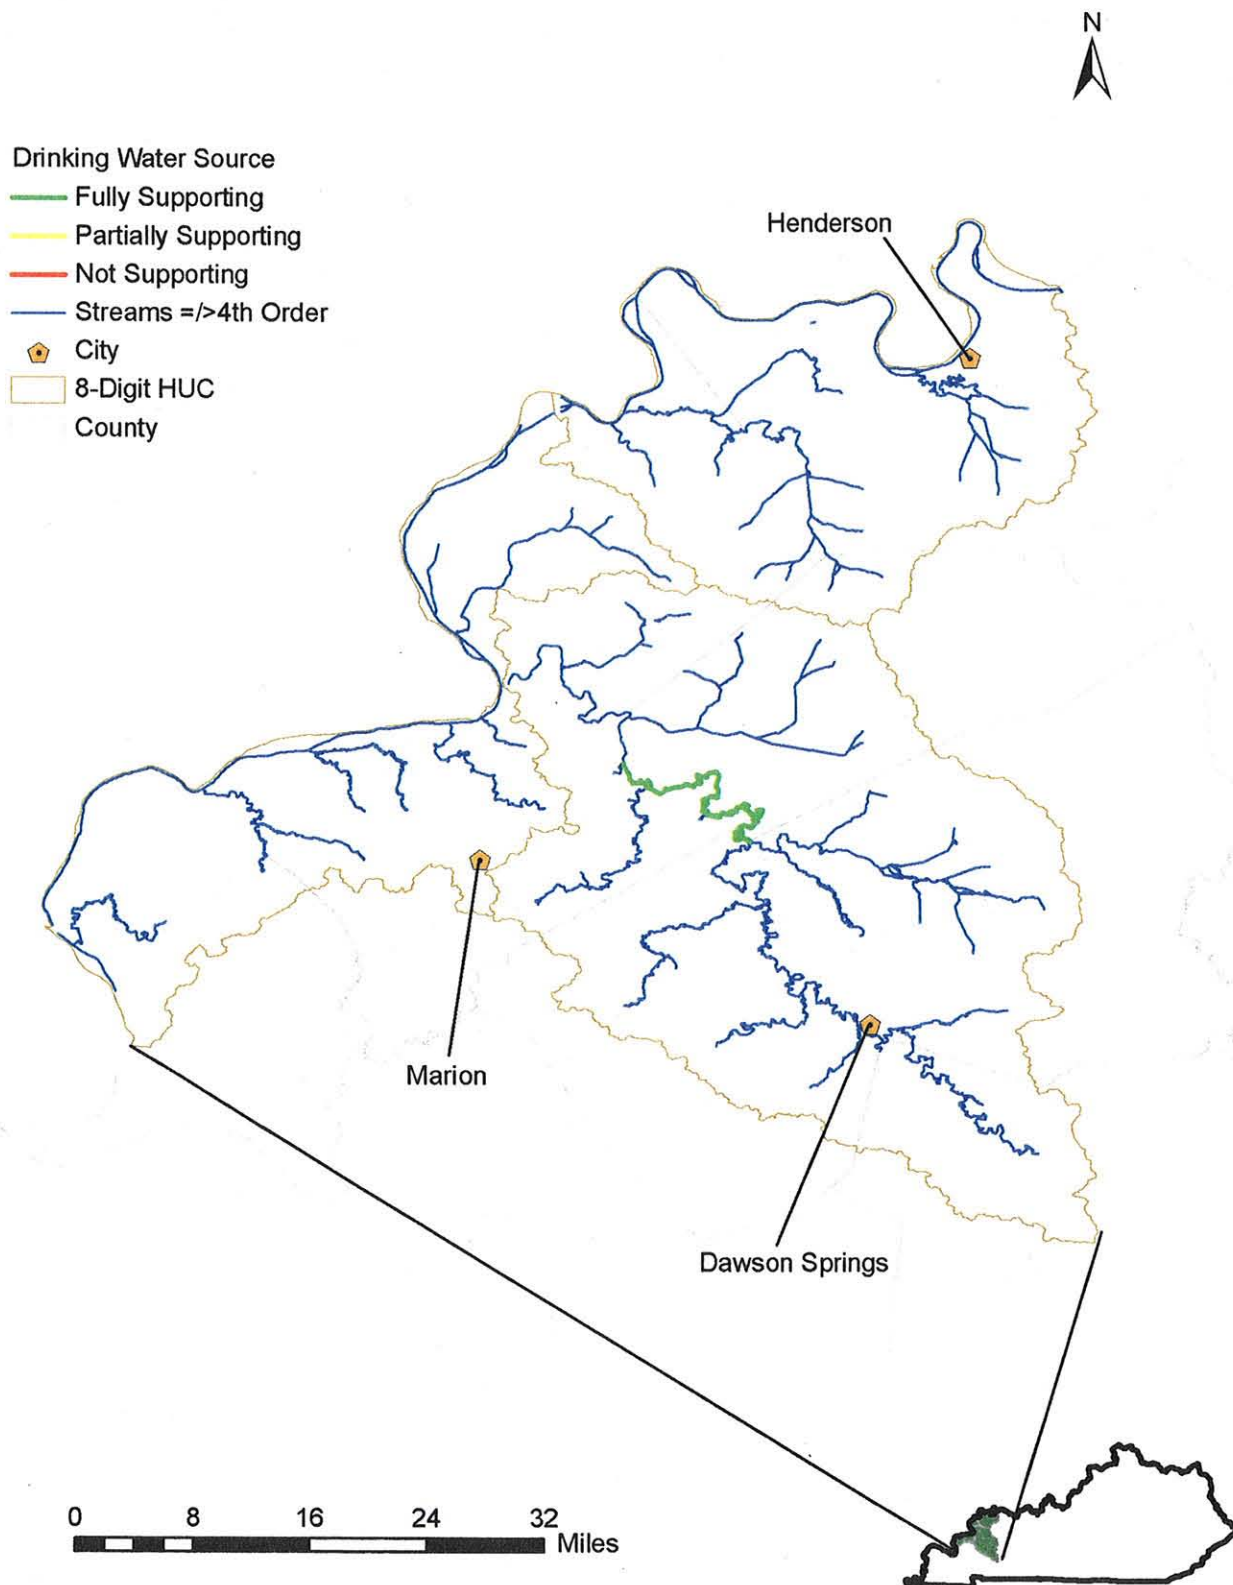 N
Drinking Water Source
Fully Supporting
Partially Supporting
Not Supporting
Streams =/>4th Order
City
8-Digit HUC
County
Henderson
Marion
Dawson Springs
0 8 16 24 32
Miles